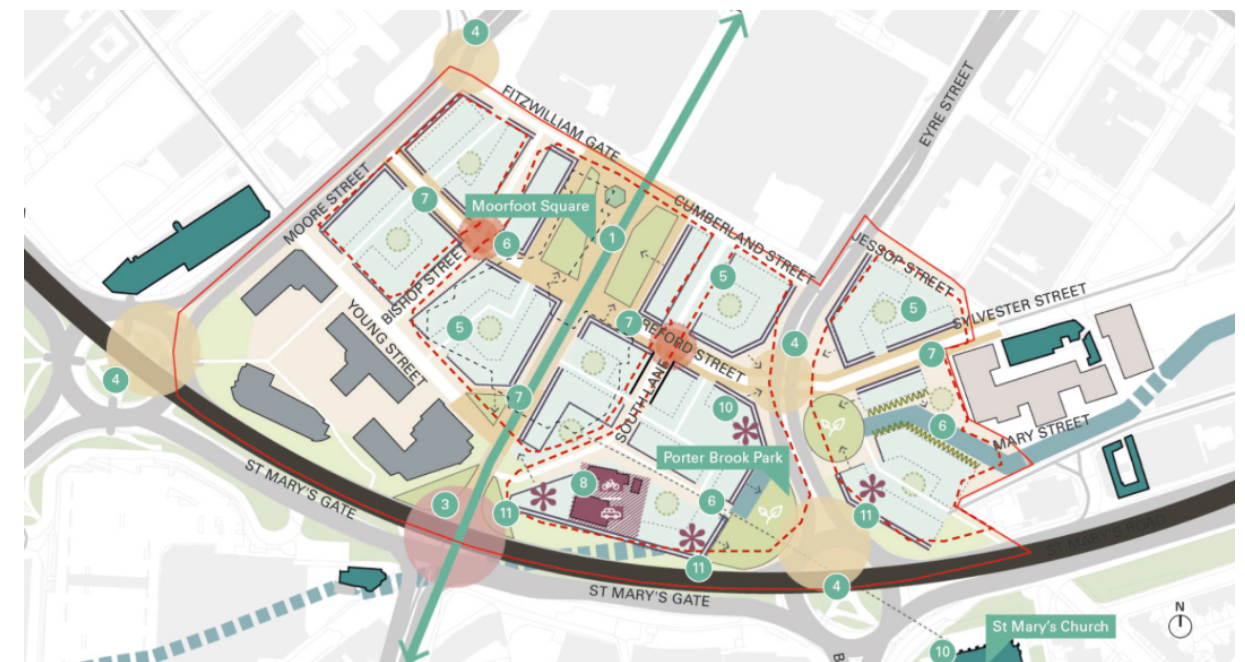 4
FITZWILLIAM GATE
EYRE STREET
MOORE STREET
7
Moorfoot Square
1
6
CUMBERLAND STREET
BISHOP STREET
JESSOP STREET
5
5
SYLVESTER STREET
YOUNG STREET
5
7
REFORD STREET
4
7
4
7
SOUTH LANE
10
6
MARY STREET
Porter Brook Park
ST MARY'S GATE
8
3
6
11
11
11
ST MARY'S ROAD
4
ST MARY'S GATE
N
St Mary's Church
10
B